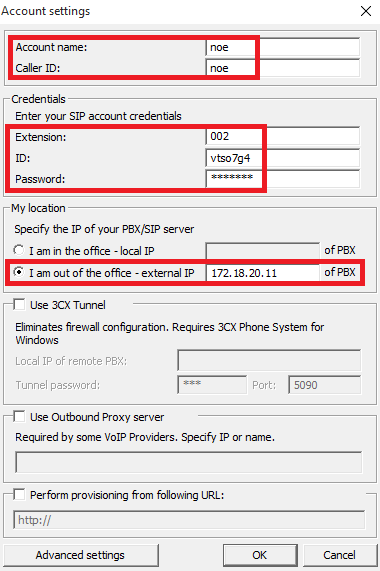 Account settings
Account name: noe
Caller ID: noe
Credentials
Enter your SIP account credentials
Extension: 002
ID: vtso7g4
Password: *******
My location
Specify the IP of your PBX/SIP server
I am in the office - local IP of PBX
I am out of the office - external IP 172.18.20.11 of PBX
Use 3CX Tunnel
Eliminates firewall configuration. Requires 3CX Phone System for
Windows
Local IP of remote PBX:
Tunnel password: *** Port: 5090
Use Outbound Proxy server
Required by some VoIP Providers. Specify IP or name.
Perform provisioning from following URL:
http://
Advanced settings OK Cancel